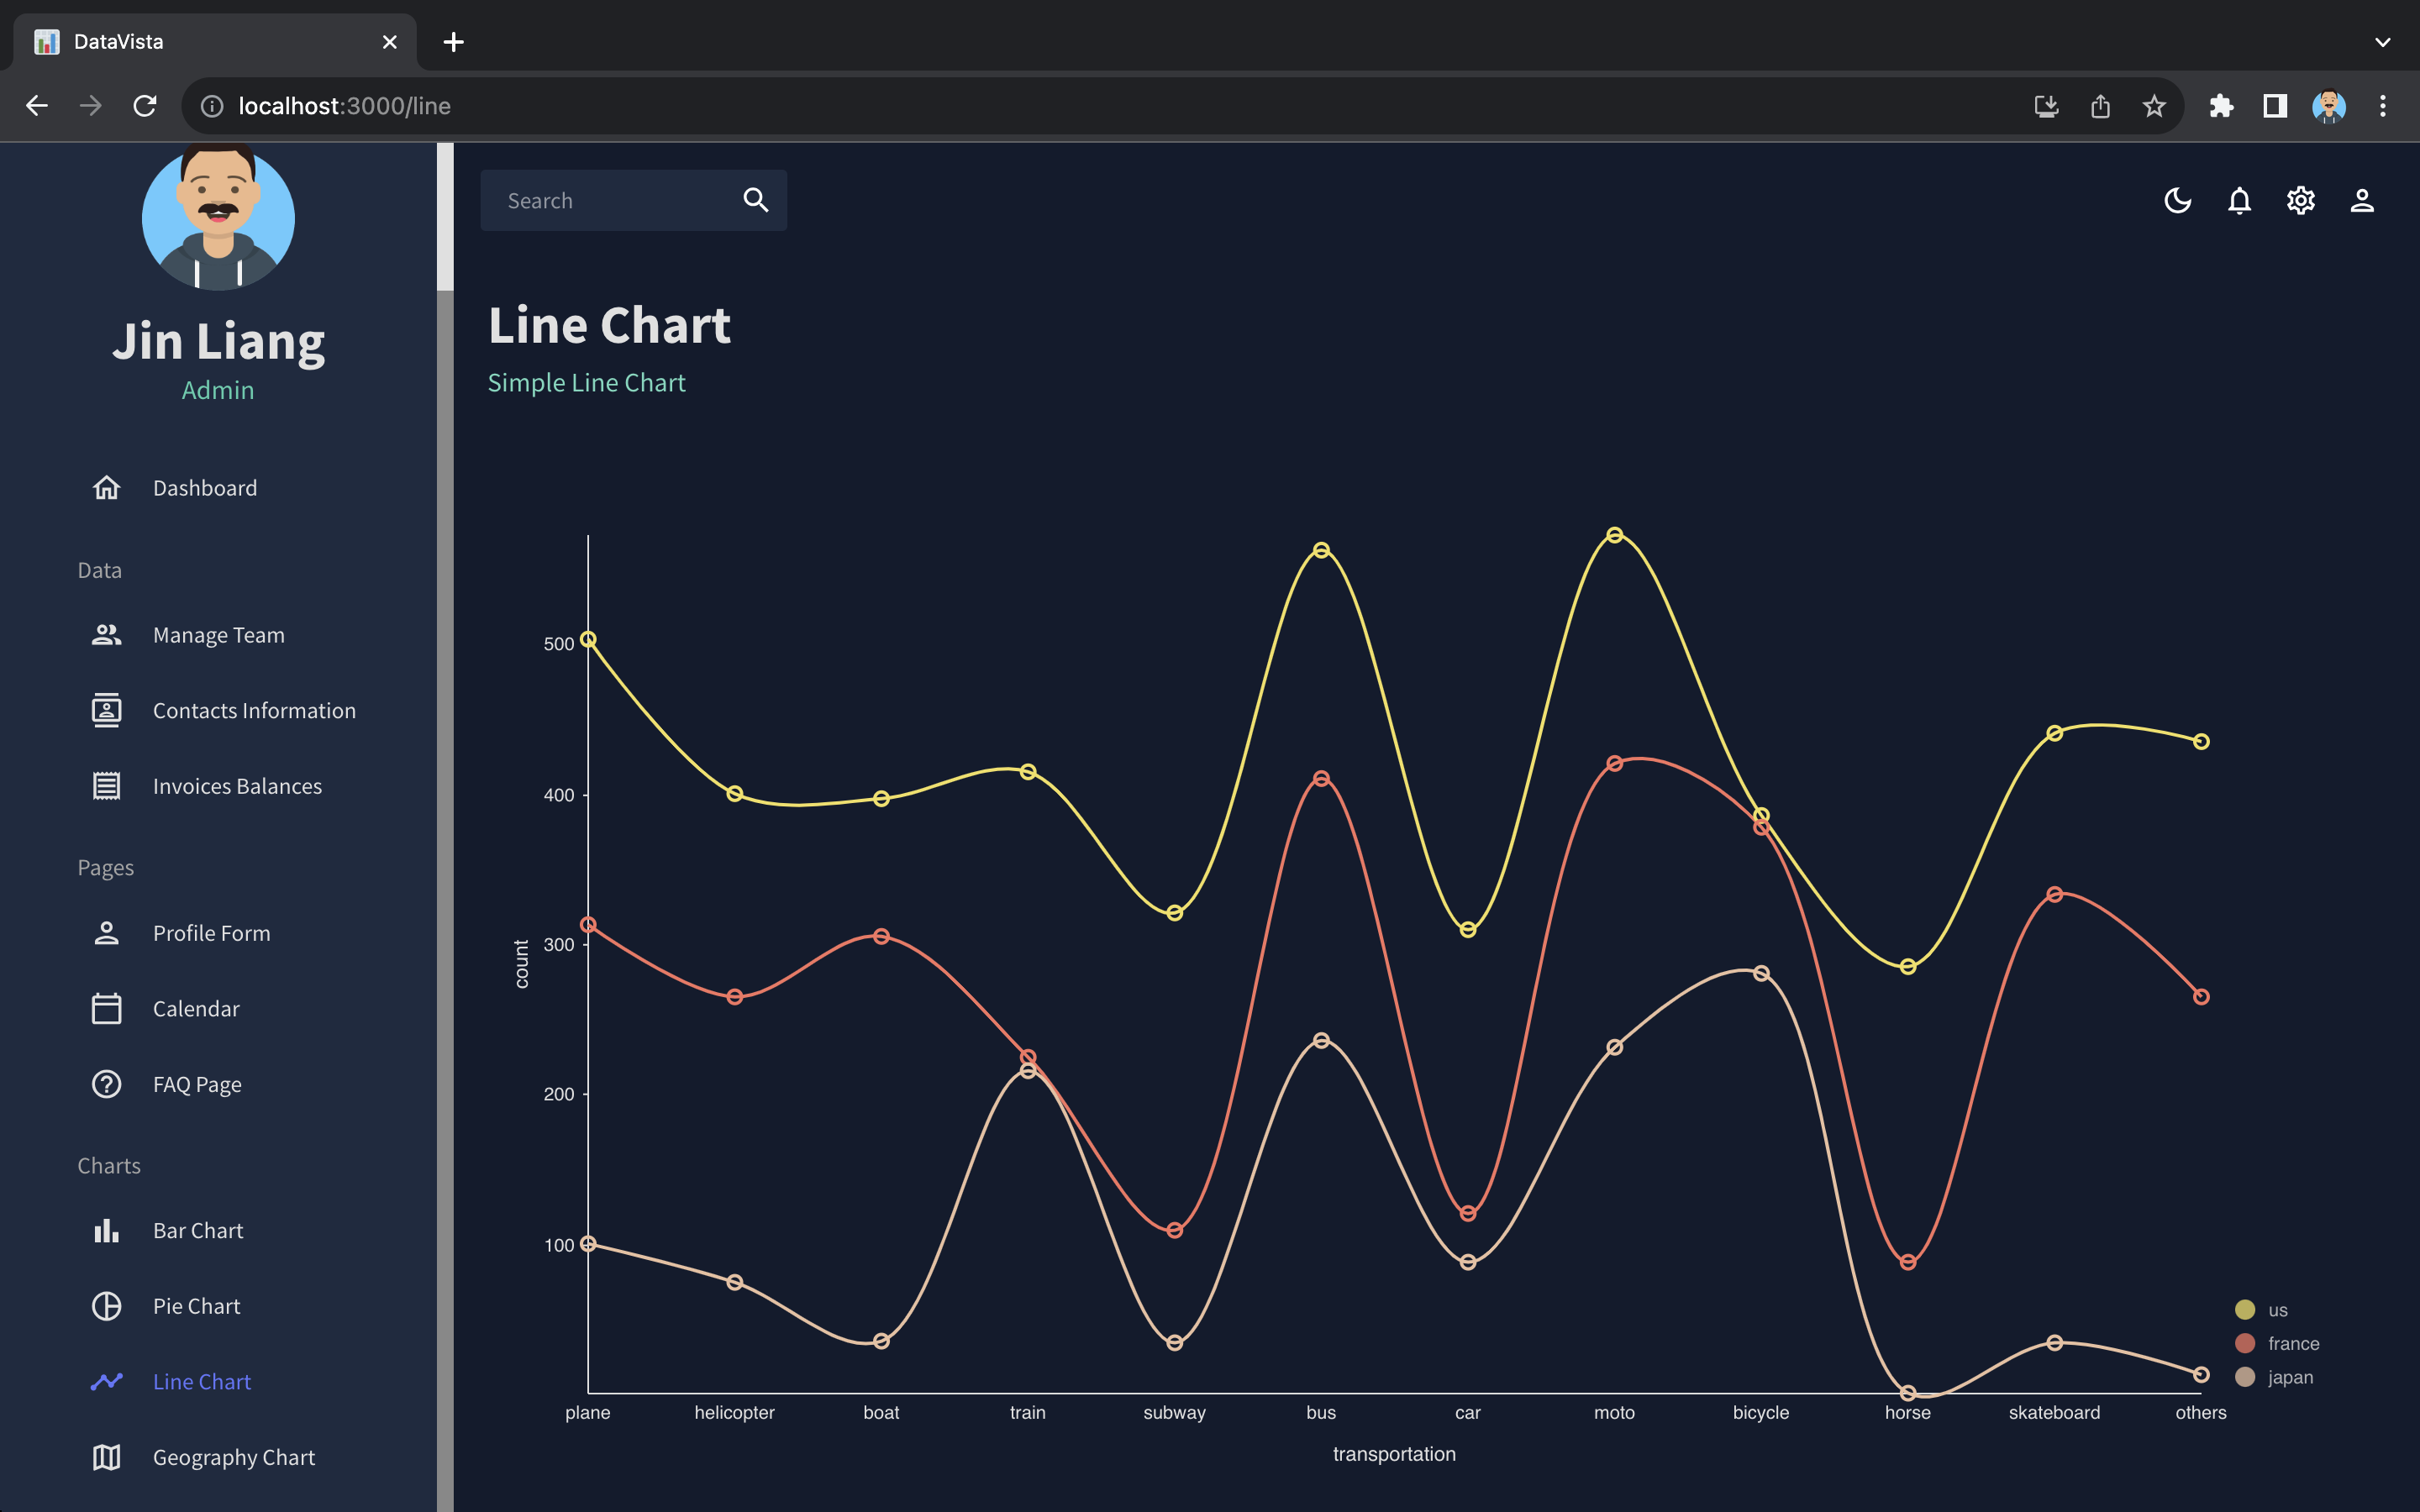 DataVista
localhost:3000/line
Jin Liang
Admin
Dashboard
Data
Manage Team
Contacts Information
Invoices Balances
Pages
Profile Form
Calendar
FAQ Page
Charts
Bar Chart
Pie Chart
Line Chart
Geography Chart
Search
Line Chart
Simple Line Chart
500
400
300
200
100
count
plane helicopter boat train subway bus car moto bicycle horse skateboard others
transportation
us
france
japan